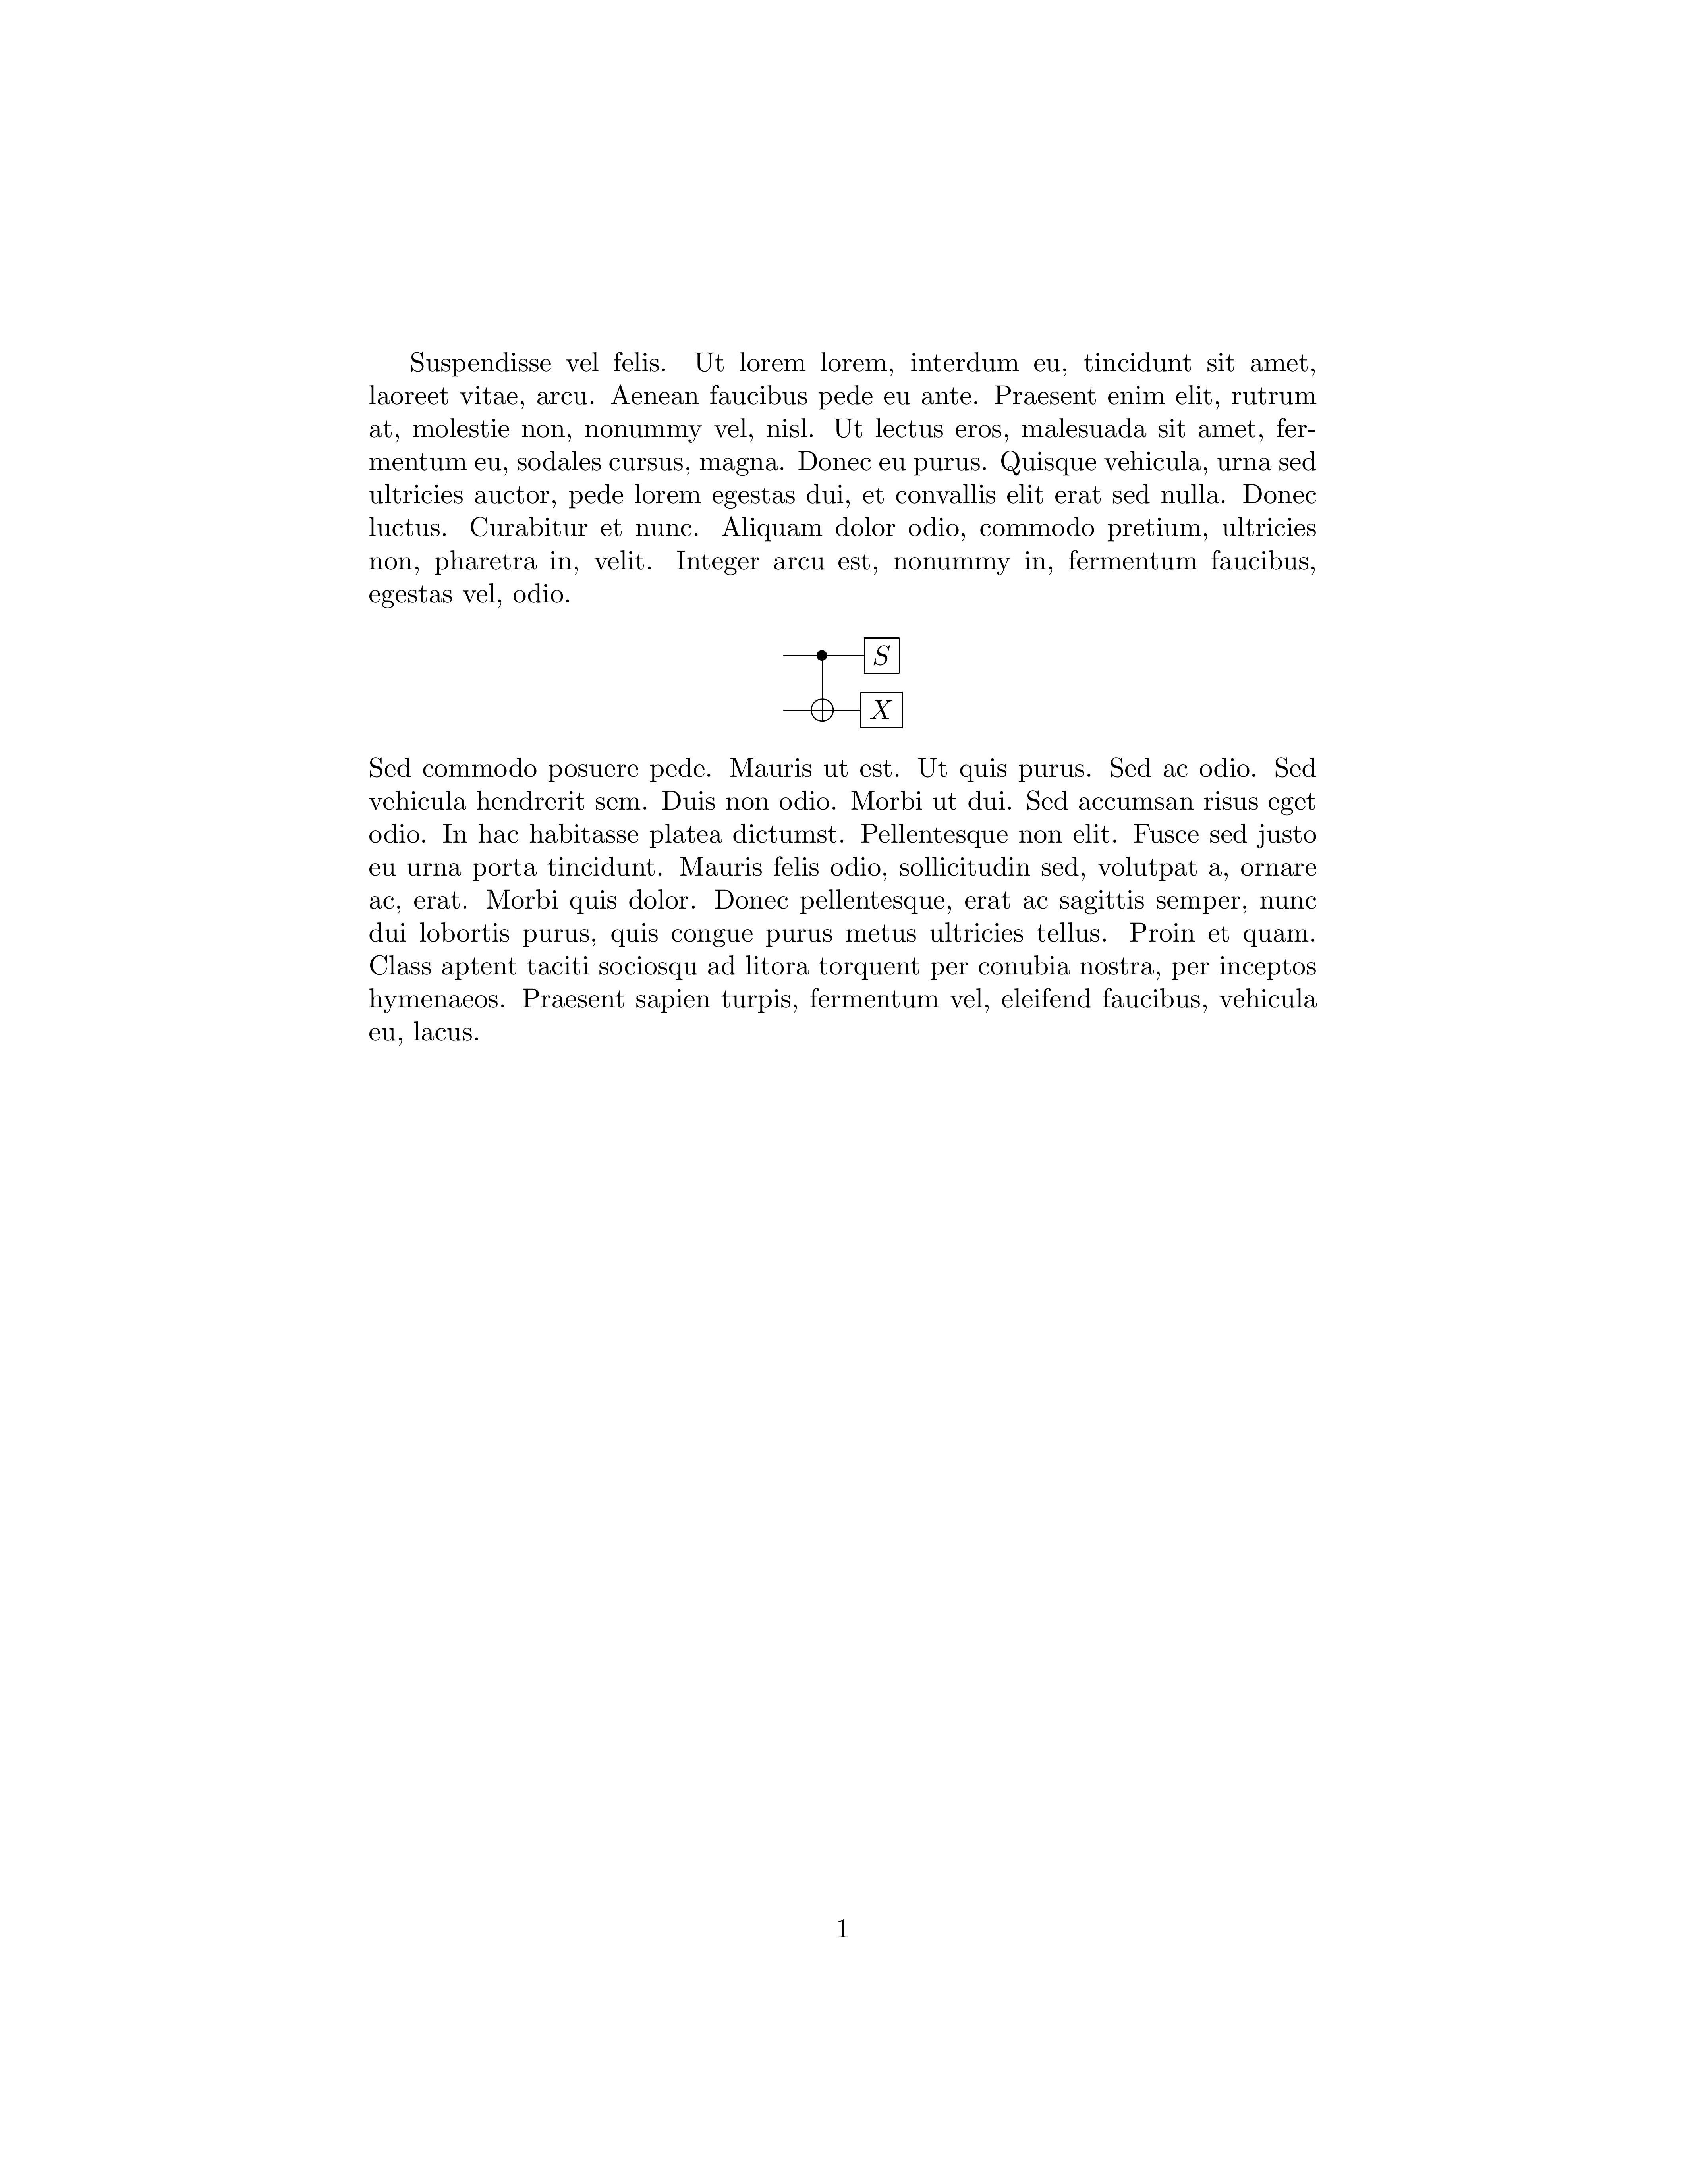 Suspendisse vel felis. Ut lorem lorem, interdum eu, tincidunt sit amet,
laoreet vitae, arcu. Aenean faucibus pede eu ante. Praesent enim elit, rutrum
at, molestie non, nonummy vel, nisl. Ut lectus eros, malesuada sit amet, fer-
mentum eu, sodales cursus, magna. Donec eu purus. Quisque vehicula, urna sed
ultricies auctor, pede lorem egestas dui, et convallis elit erat sed nulla. Donec
luctus. Curabitur et nunc. Aliquam dolor odio, commodo pretium, ultricies
non, pharetra in, velit. Integer arcu est, nonummy in, fermentum faucibus,
egestas vel, odio.
S
X
Sed commodo posuere pede. Mauris ut est. Ut quis purus. Sed ac odio. Sed
vehicula hendrerit sem. Duis non odio. Morbi ut dui. Sed accumsan risus eget
odio. In hac habitasse platea dictumst. Pellentesque non elit. Fusce sed justo
eu urna porta tincidunt. Mauris felis odio, sollicitudin sed, volutpat a, ornare
ac, erat. Morbi quis dolor. Donec pellentesque, erat ac sagittis semper, nunc
dui lobortis purus, quis congue purus metus ultricies tellus. Proin et quam.
Class aptent taciti sociosqu ad litora torquent per conubia nostra, per inceptos
hymenaeos. Praesent sapien turpis, fermentum vel, eleifend faucibus, vehicula
eu, lacus.
1